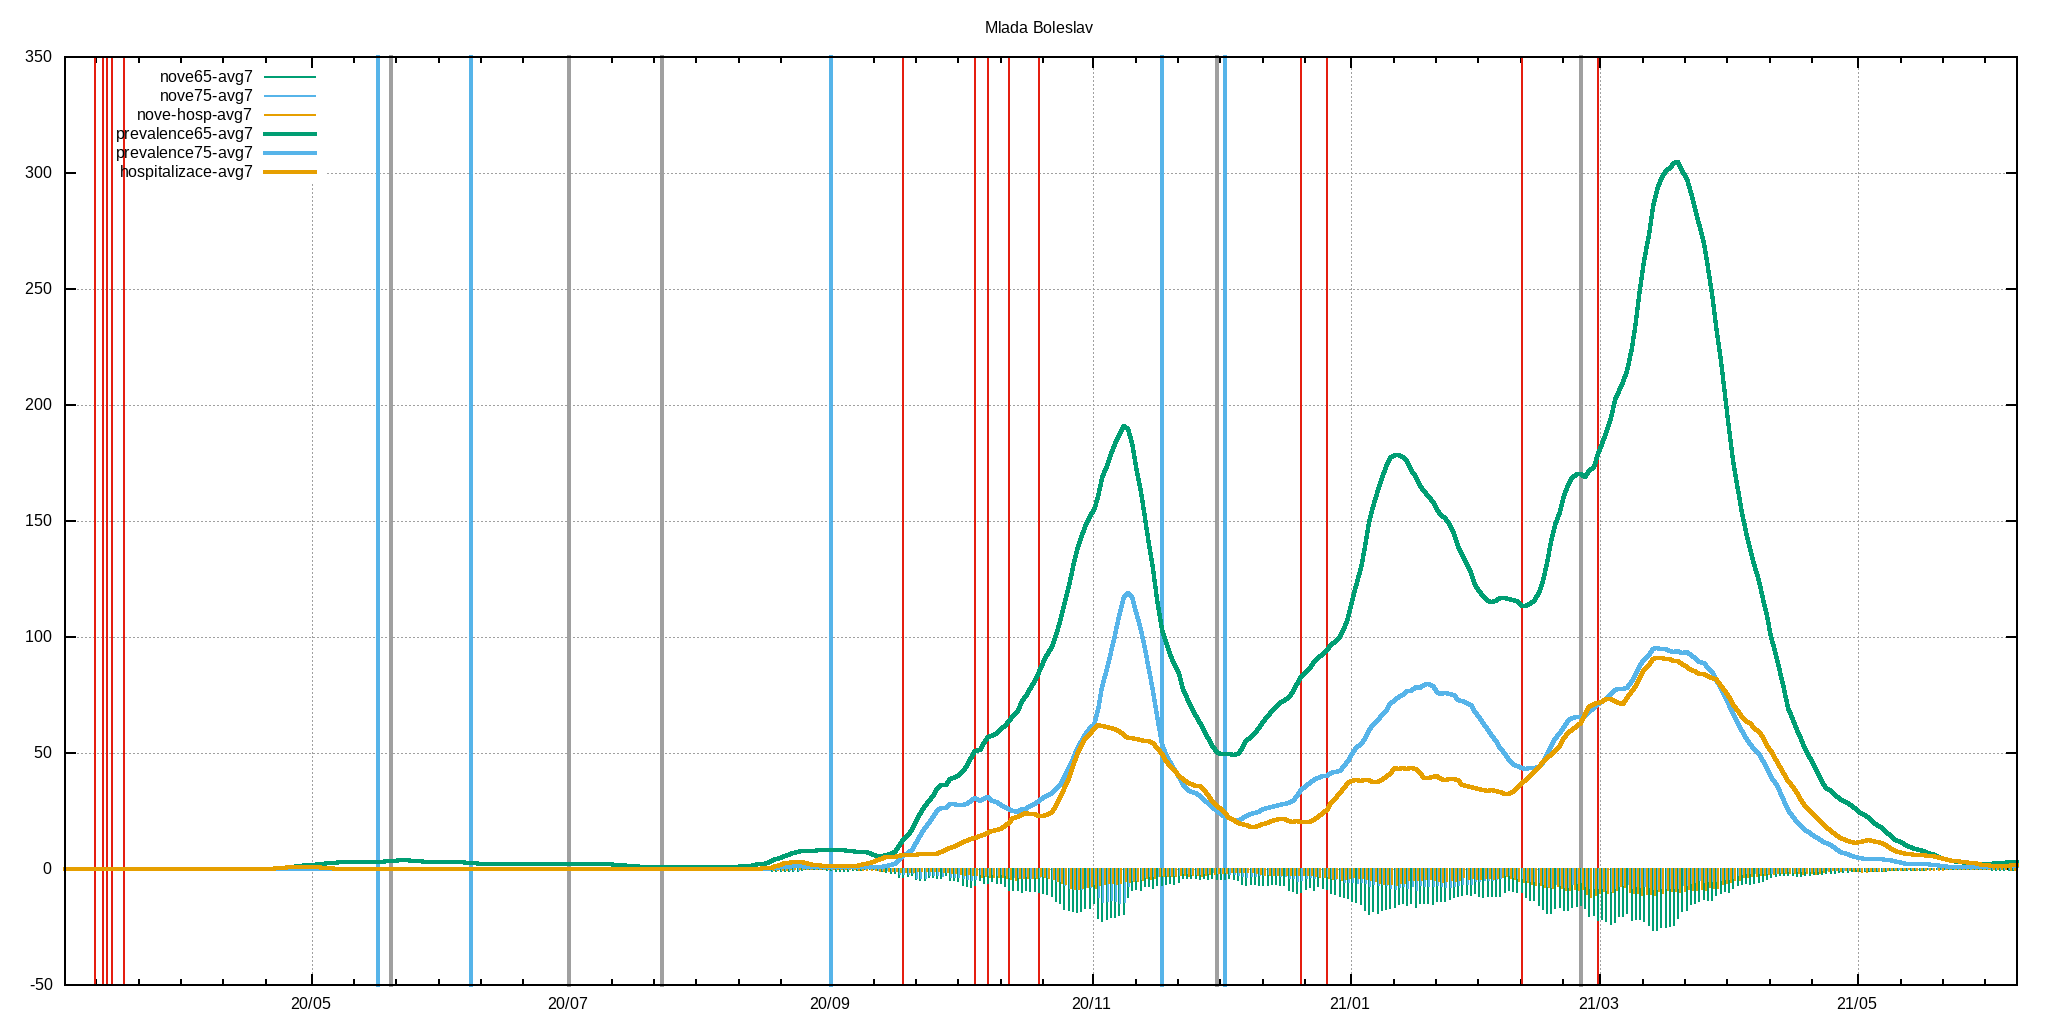 Mlada Boleslav
350
300
250
200
150
100
50
0
-50
nove65-avg7
nove75-avg7
nove-hosp-avg7
prevalence65-avg7
prevalence75-avg7
hospitalizace-avg7
20/05 20/07 20/09 20/11 21/01 21/03 21/05